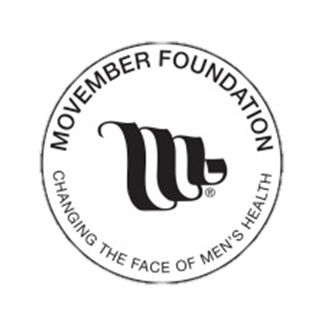 MOVEMBER FOUNDATION
®
CHANGING THE FACE OF MEN'S HEALTH